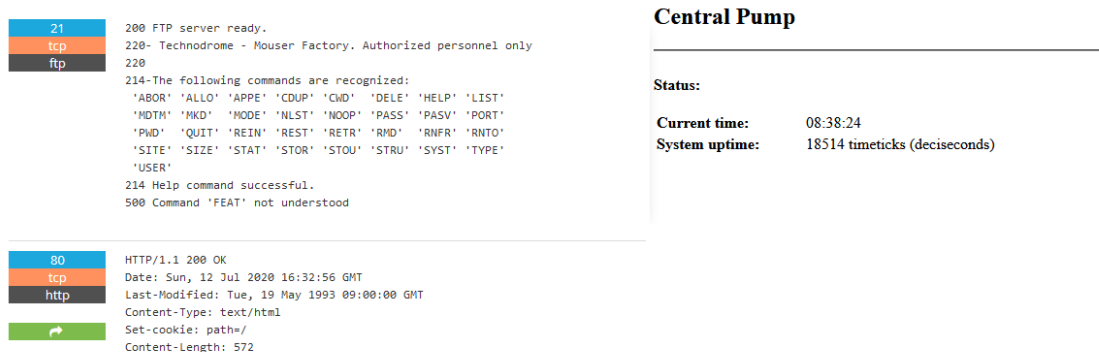 21
tcp
ftp
200 FTP server ready.
220- Technodrome - Mouser Factory. Authorized personnel only
220
214-The following commands are recognized:
'ABOR' 'ALLO' 'APPE' 'CDUP' 'CWD' 'DELE' 'HELP' 'LIST'
'MDTM' 'MKD' 'MODE' 'NLST' 'NOOP' 'PASS' 'PASV' 'PORT'
'PWD' 'QUIT' 'REIN' 'REST' 'RETR' 'RMD' 'RNFR' 'RNTO'
'SITE' 'SIZE' 'STAT' 'STOR' 'STOU' 'STRU' 'SYST' 'TYPE'
'USER'
214 Help command successful.
500 Command 'FEAT' not understood
80
tcp
http
HTTP/1.1 200 OK
Date: Sun, 12 Jul 2020 16:32:56 GMT
Last-Modified: Tue, 19 May 1993 09:00:00 GMT
Content-Type: text/html
Set-cookie: path=/
Content-Length: 572
Central Pump
Status:
Current time: 08:38:24
System uptime: 18514 timeticks (deciseconds)